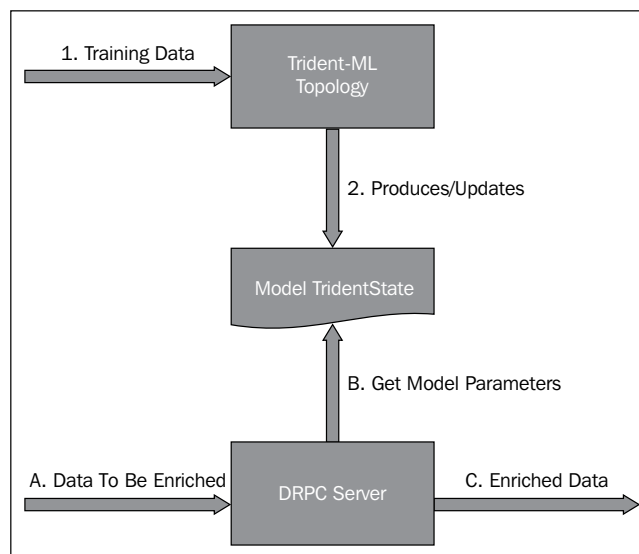 1. Training Data
Trident-ML
Topology
2. Produces/Updates
Model TridentState
B. Get Model Parameters
A. Data To Be Enriched
DRPC Server
C. Enriched Data